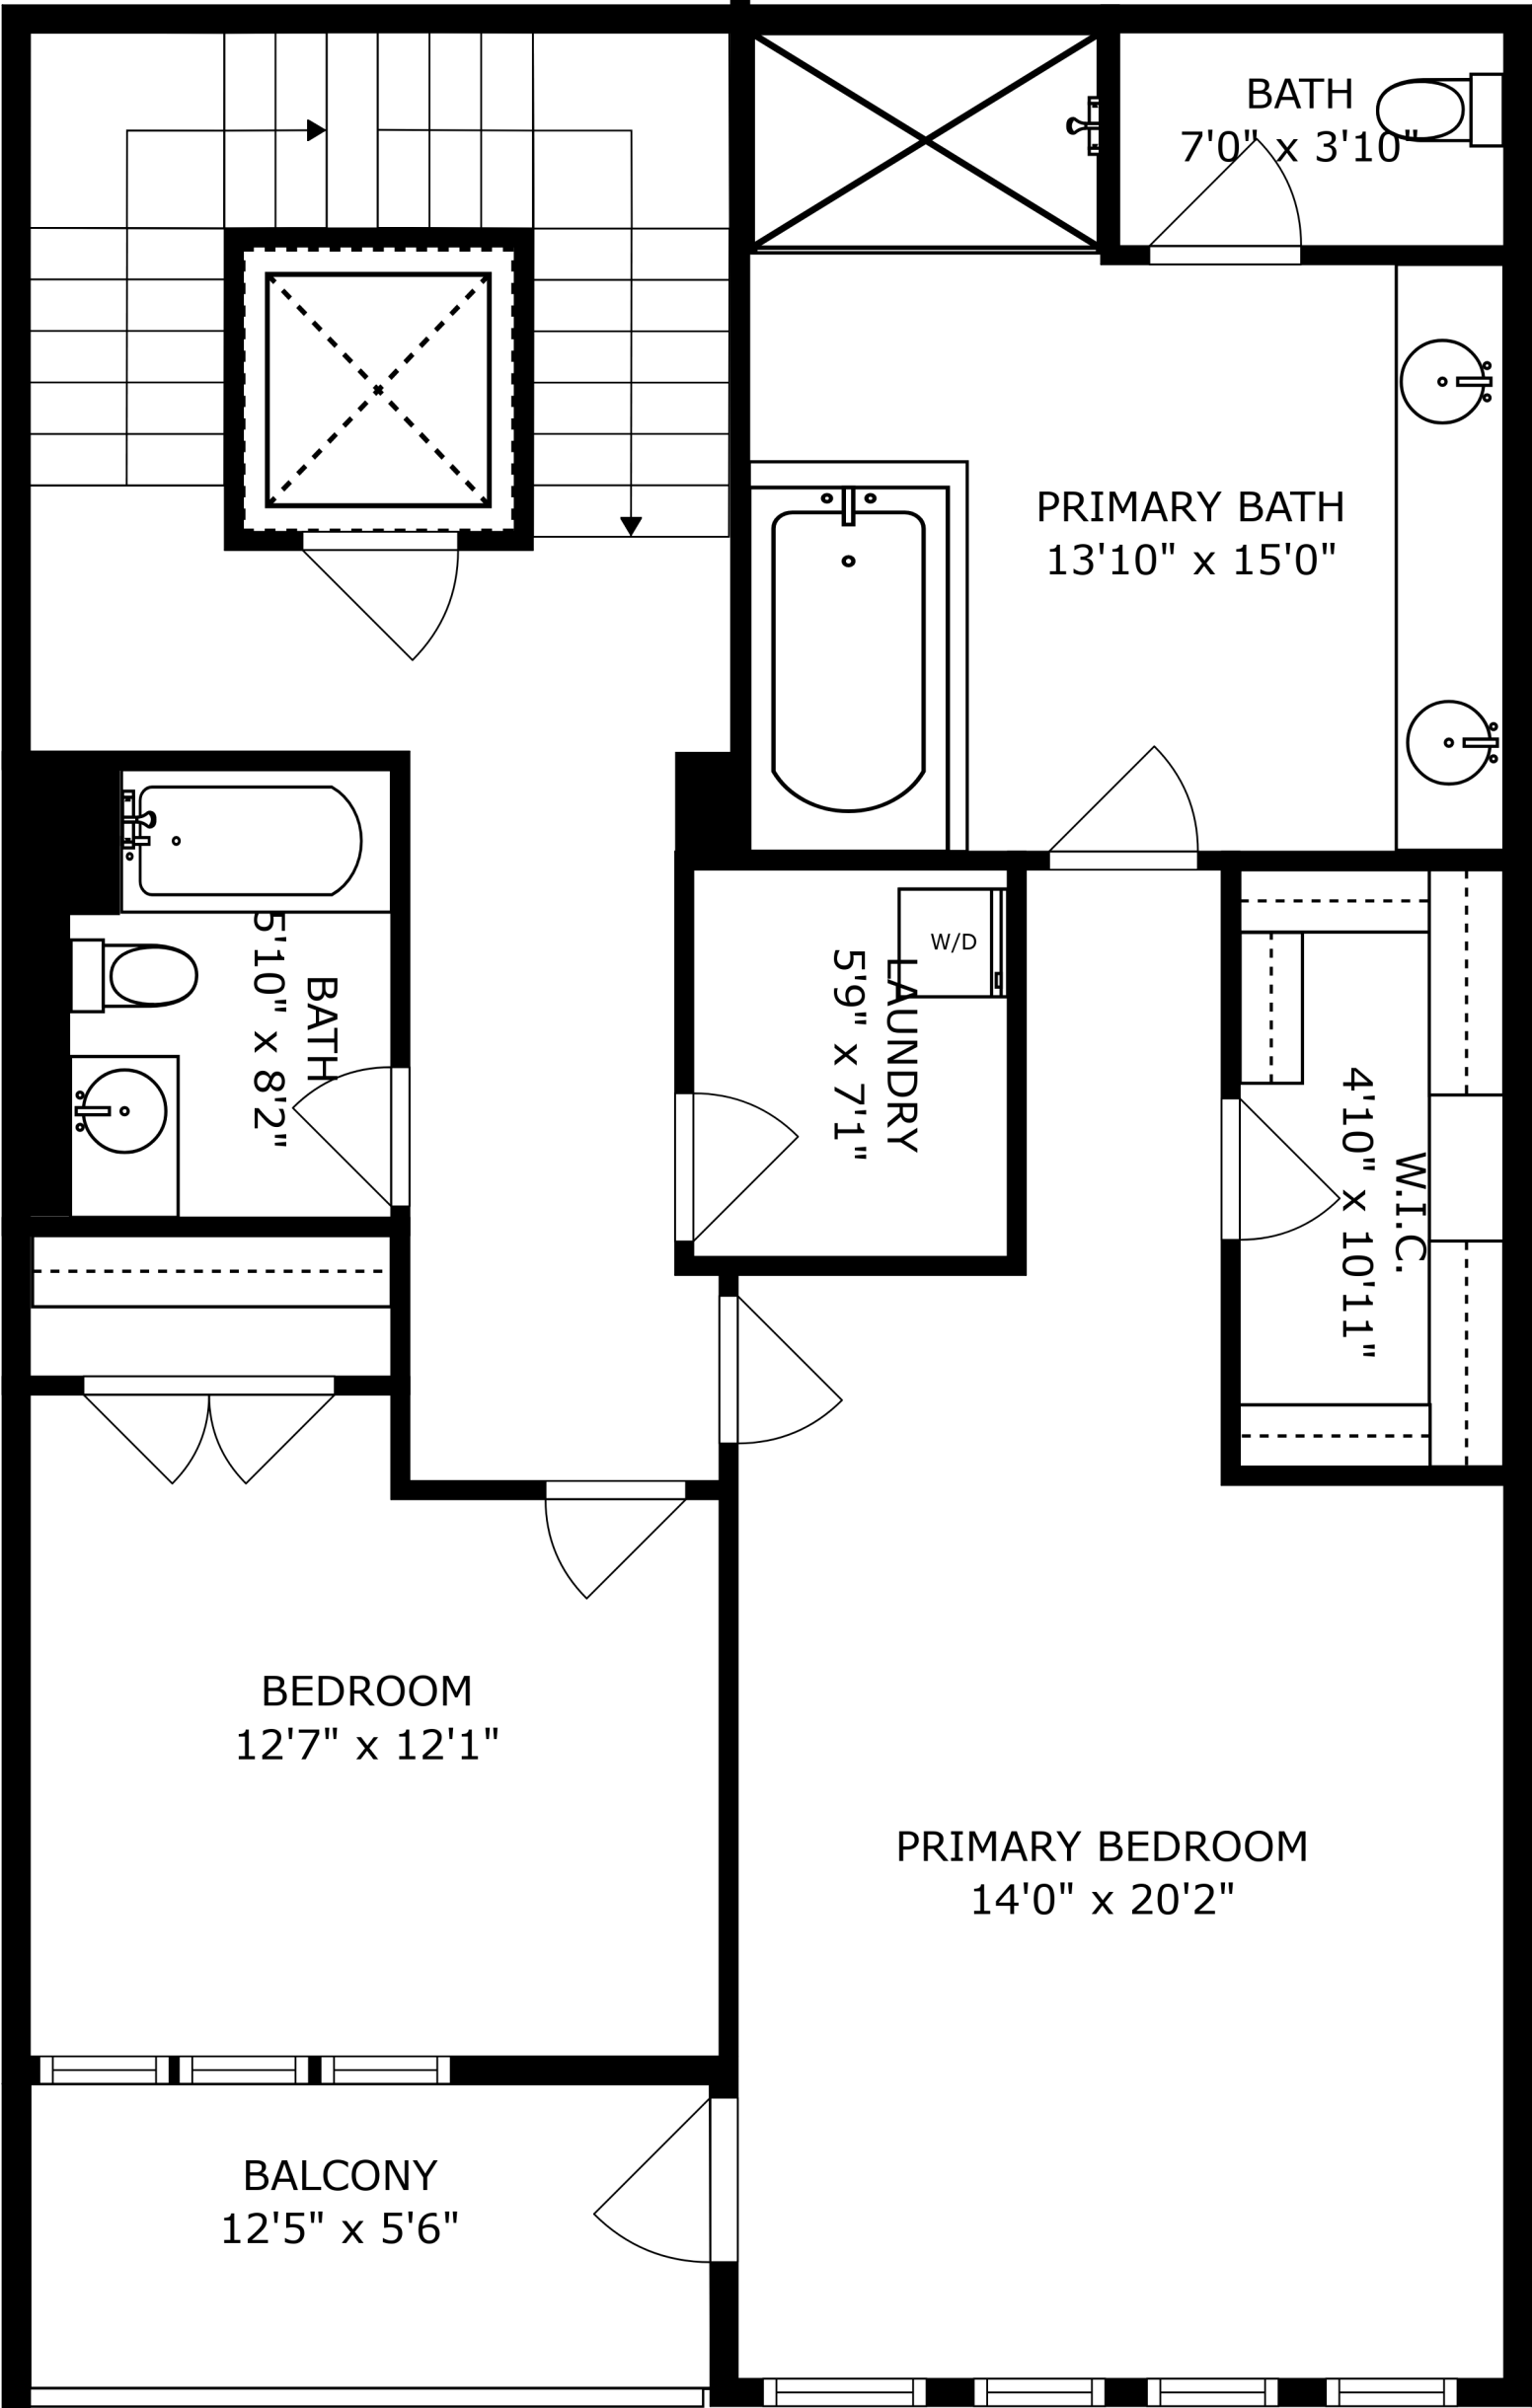 BATH
7'0" x 3'10"
PRIMARY BATH
13'10" x 15'0"
W/D
LAUNDRY
5'9" x 7'1"
BATH
5'10" x 8'2"
W.I.C.
4'10" x 10'11"
BEDROOM
12'7" x 12'1"
PRIMARY BEDROOM
14'0" x 20'2"
BALCONY
12'5" x 5'6"